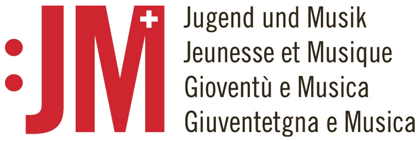 :JM
Jugend und Musik
Jeunesse et Musique
Gioventù e Musica
Giuventetgna e Musica